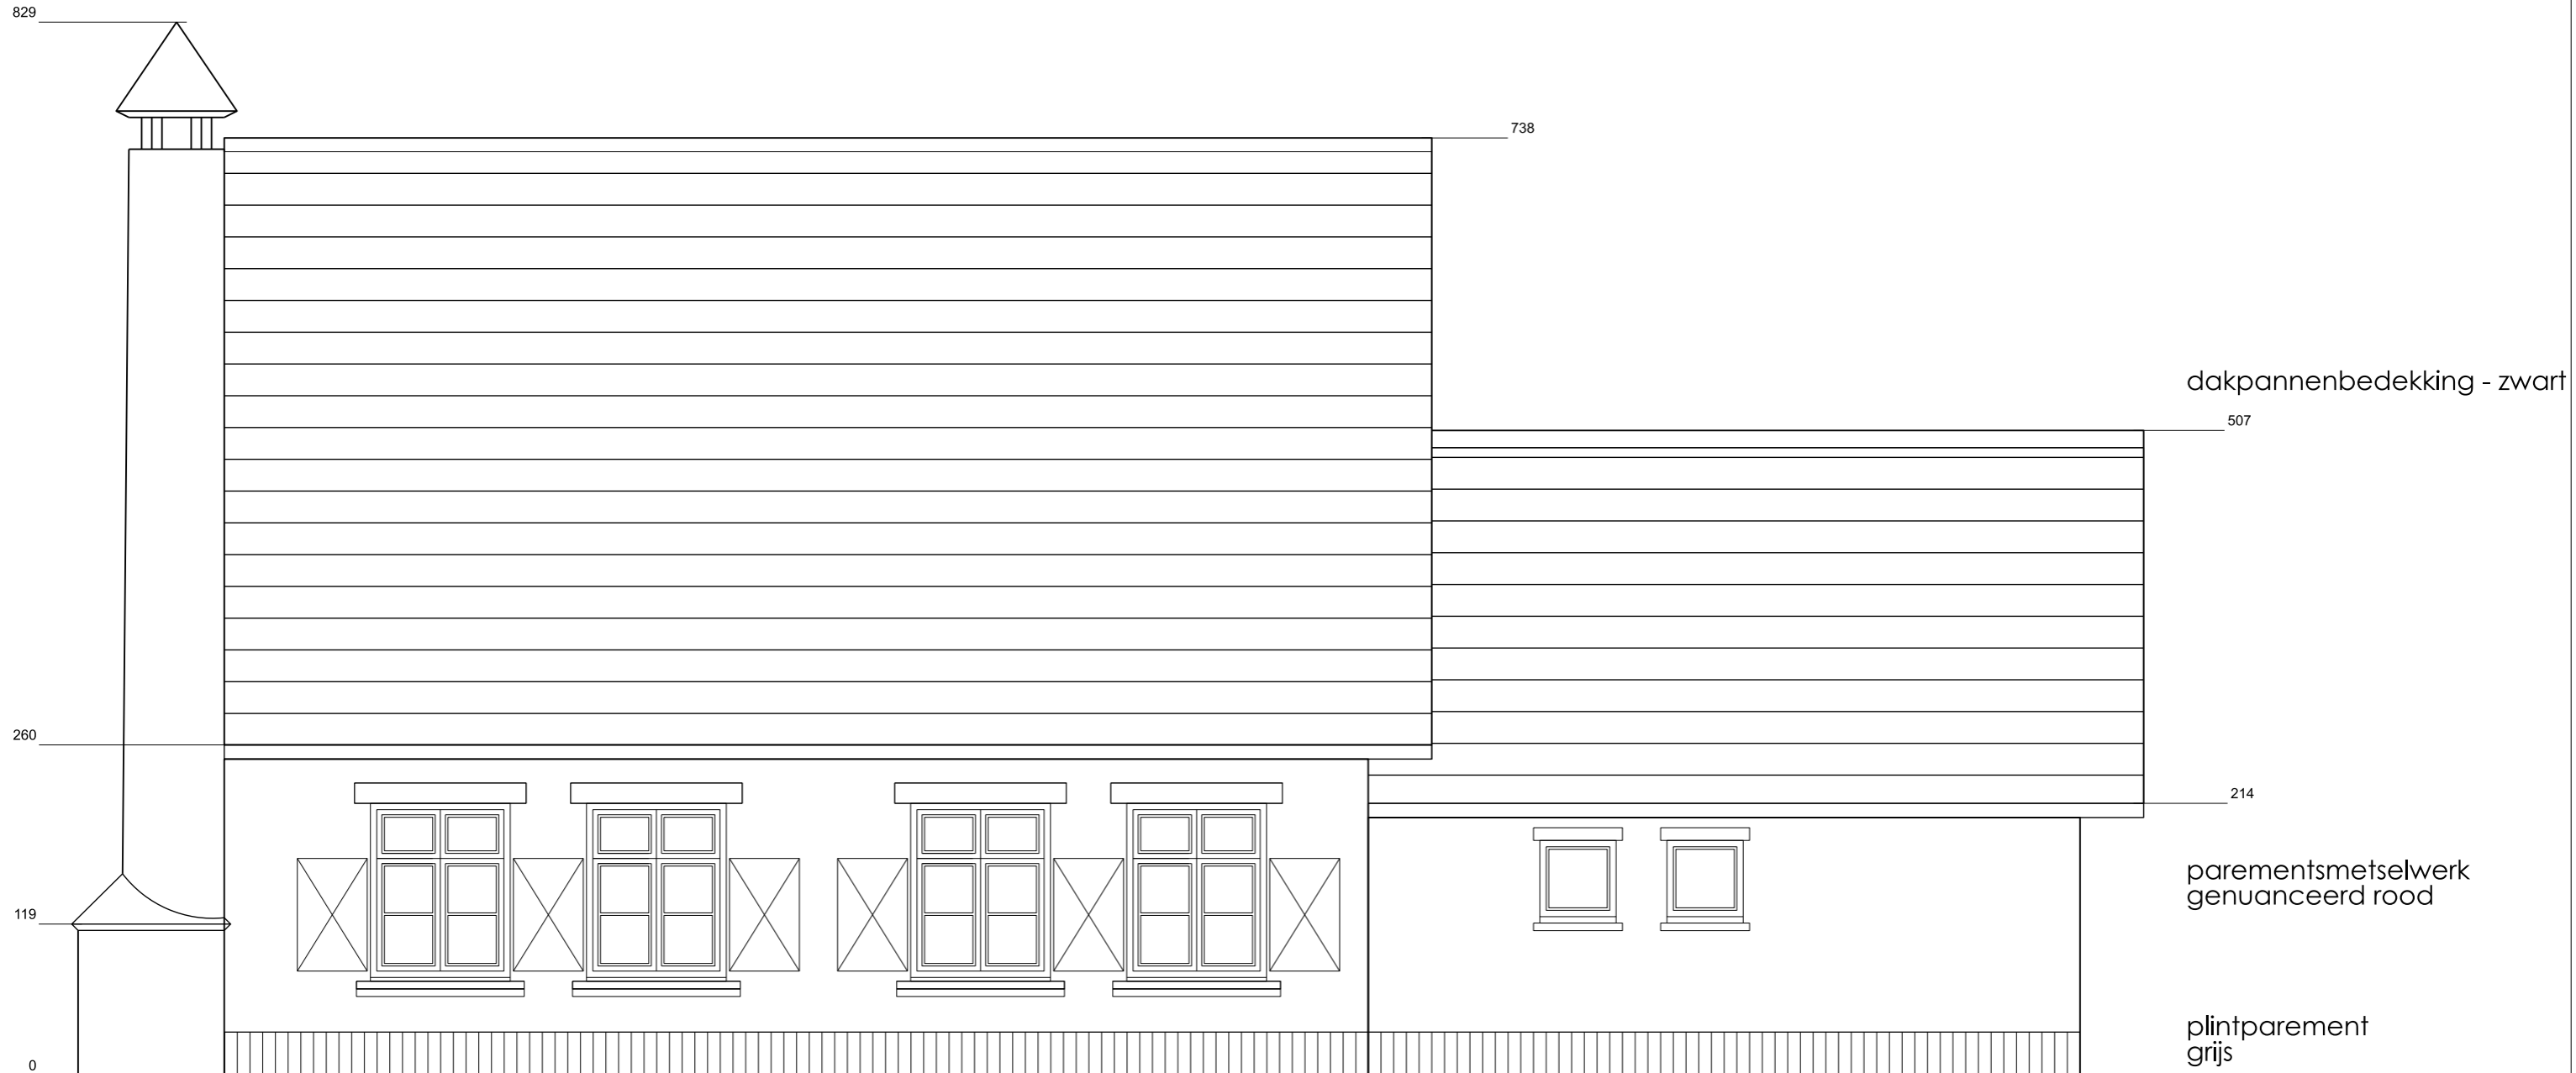 829
738
dakpannenbedekking - zwart
507
260
214
parementsmetselwerk
genuanceerd rood
119
plintparement
grijs
0